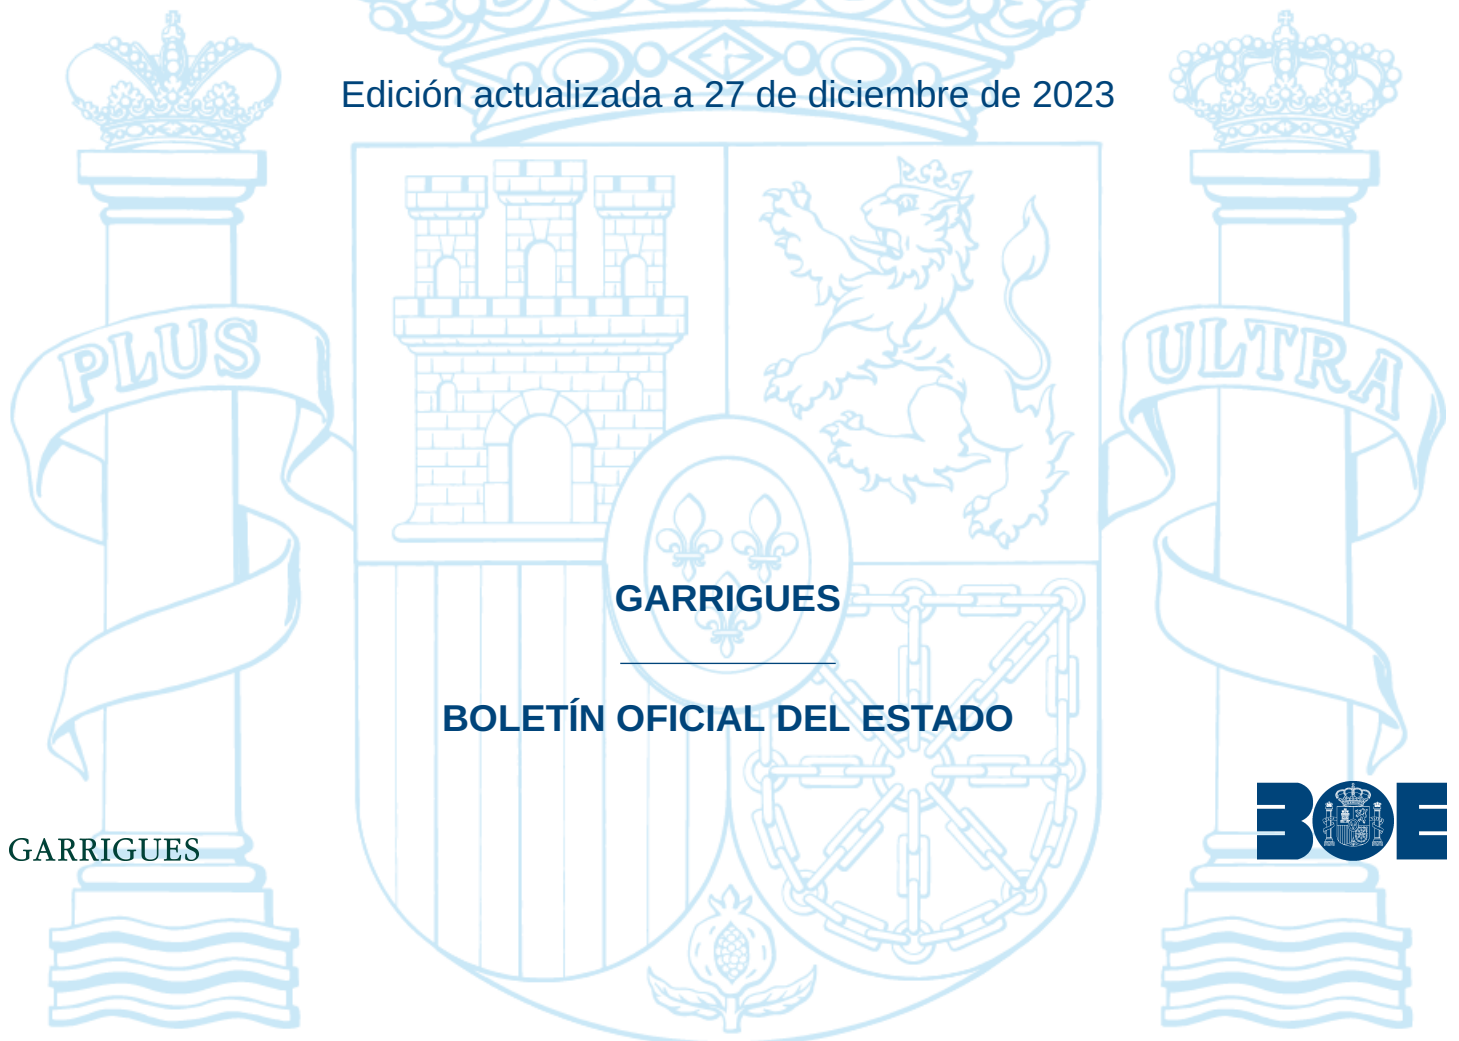 Edición actualizada a 27 de diciembre de 2023
PLUS
ULTRA
GARRIGUES
BOLETÍN OFICIAL DEL ESTADO
GARRIGUES
BOE